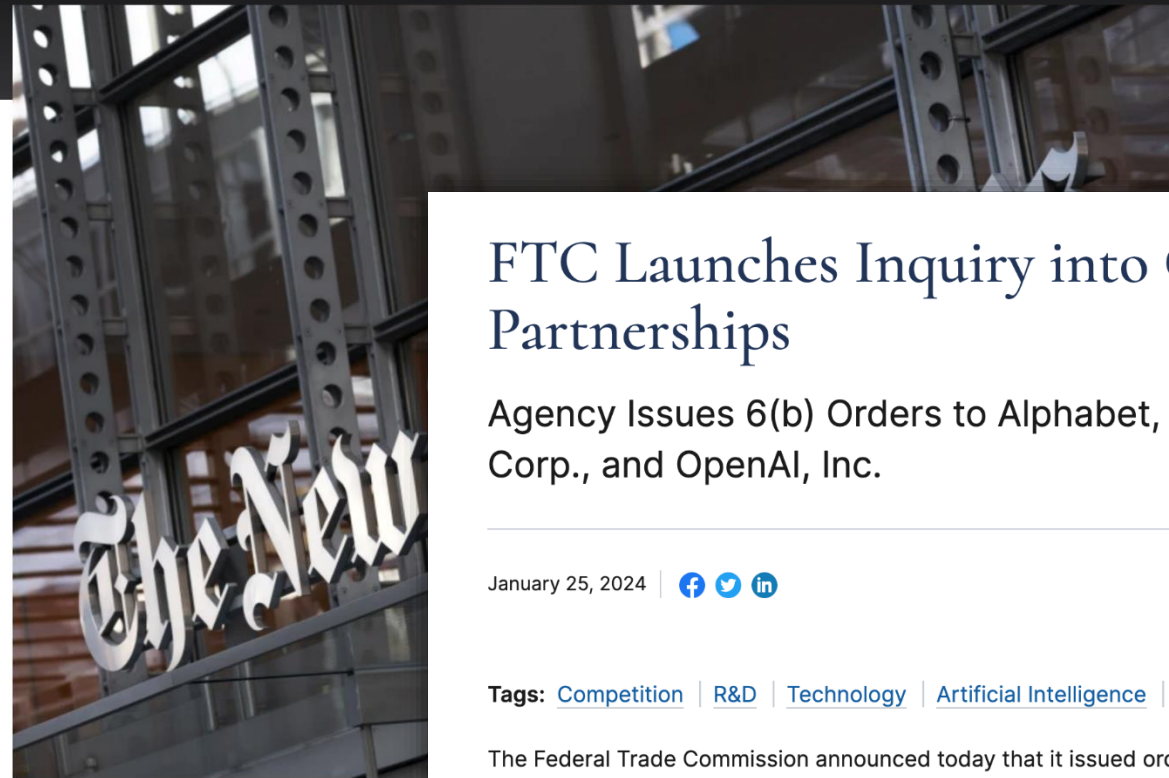 The New
FTC Launches Inquiry into
Partnerships
Agency Issues 6(b) Orders to Alphabet,
Corp., and OpenAI, Inc.
January 25, 2024
Tags: Competition R&D Technology Artificial Intelligence
The Federal Trade Commission announced today that it issued